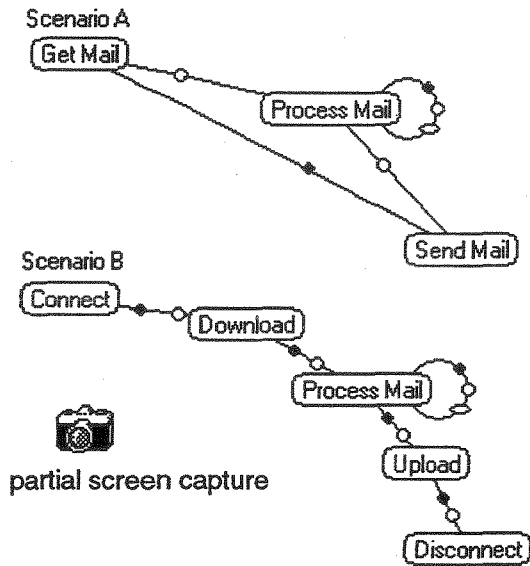 Scenario A
Get Mail
Process Mail
Send Mail
Scenario B
Connect
Download
Process Mail
Upload
Disconnect
partial screen capture